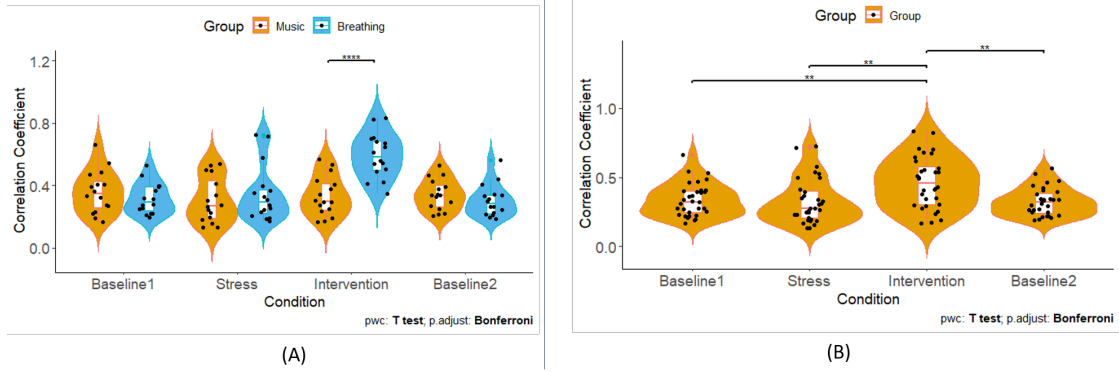 Group Music Breathing
1.2
0.8
0.4
0.0
Correlation Coefficient
****
Baseline1 Stress Intervention Baseline2
Condition
pwc: T test; p.adjust: Bonferroni
(A)
Group Group
1.0
0.5
0.0
Correlation Coefficient
**
**
**
Baseline1 Stress Intervention Baseline2
Condition
pwc: T test; p.adjust: Bonferroni
(B)